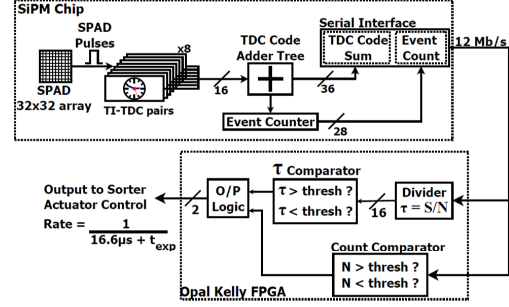 SiPM Chip
SPAD
Pulses
SPAD
32x32 array
x8
TI-TDC pairs
16
TDC Code
Adder Tree
+
36
Event Counter
28
Serial Interface
TDC Code
Sum
Event
Count
12 Mb/s
Output to Sorter
Actuator Control
Rate = 1
16.6µs + t_exp
2
O/P
Logic
τ Comparator
τ > thresh ?
τ < thresh ?
16
Divider
τ = S/N
Count Comparator
N > thresh ?
N < thresh ?
Opal Kelly FPGA